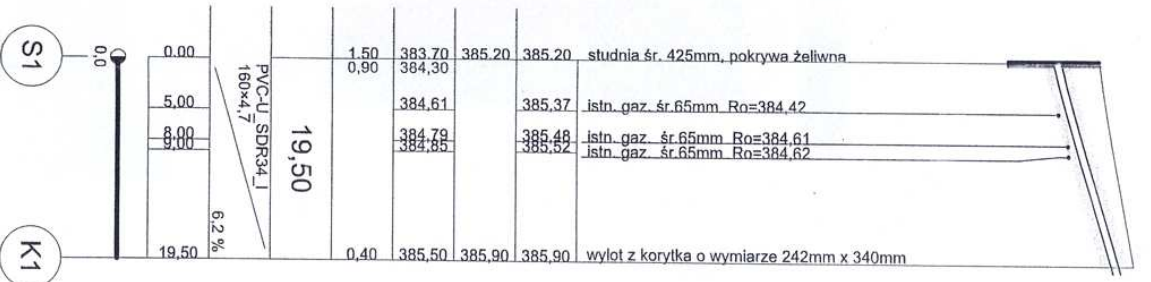 S1
0,0
0.00 1.50 383.70 385.20 385.20 studnia śr. 425mm, pokrywa żeliwna
0,90 384,30
PVC-U_SDR34_I
160×4,7
5,00 384,61 385,37 istn. gaz. śr.65mm Ro=384,42
19,50
8,00 384,79 385,48 istn. gaz. śr.65mm Ro=384,61
9,00 384,85 385,52 istn. gaz. śr.65mm Ro=384,62
6,2 %
K1
19,50 0,40 385,50 385,90 385,90 wylot z korytka o wymiarze 242mm x 340mm